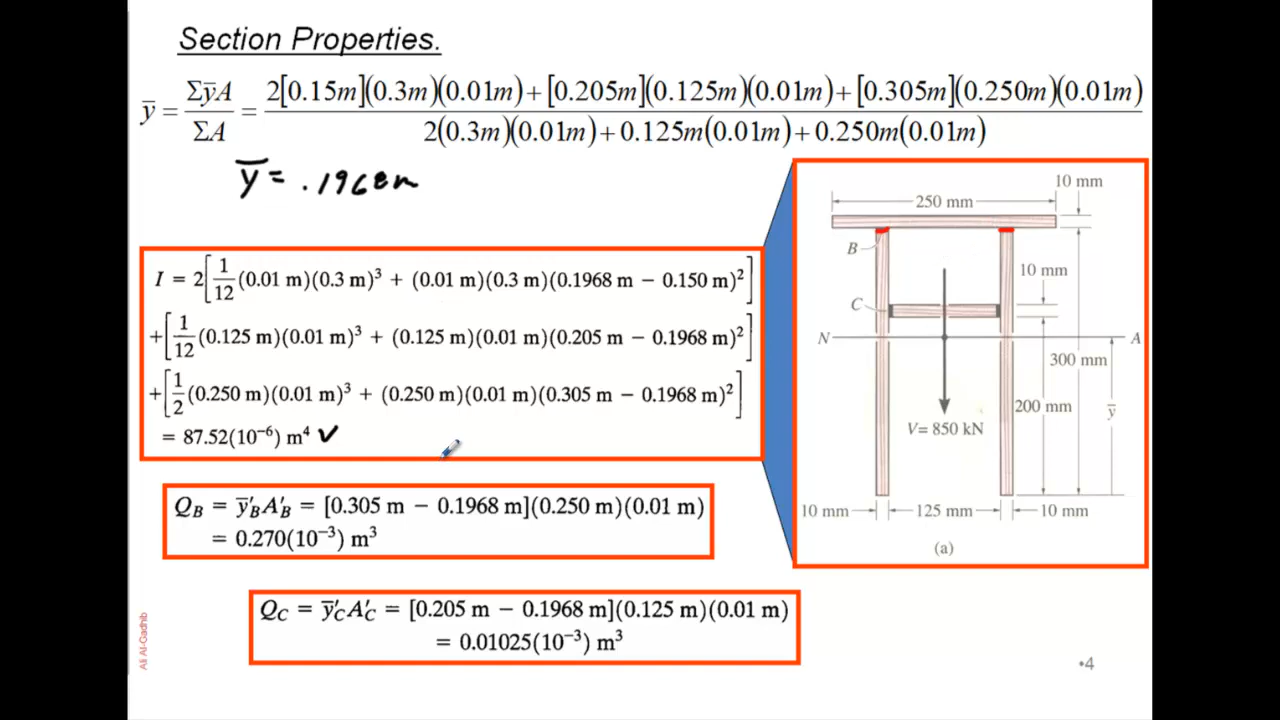 Section Properties.
y̅ = Σy̅A / ΣA = 2[0.15m](0.3m)(0.01m)+[0.205m](0.125m)(0.01m)+[0.305m](0.250m)(0.01m) / 2(0.3m)(0.01m)+0.125m(0.01m)+0.250m(0.01m)
y̅ = .1968m
I = 2[1/12 (0.01 m)(0.3 m)³ + (0.01 m)(0.3 m)(0.1968 m − 0.150 m)²]
+[1/12 (0.125 m)(0.01 m)³ + (0.125 m)(0.01 m)(0.205 m − 0.1968 m)²]
+[1/2 (0.250 m)(0.01 m)³ + (0.250 m)(0.01 m)(0.305 m − 0.1968 m)²]
= 87.52(10⁻⁶) m⁴ ✓
Q_B = y̅′_B A′_B = [0.305 m − 0.1968 m](0.250 m)(0.01 m)
= 0.270(10⁻³) m³
Q_C = y̅′_C A′_C = [0.205 m − 0.1968 m](0.125 m)(0.01 m)
= 0.01025(10⁻³) m³
10 mm
250 mm
B
10 mm
C
N
A
300 mm
200 mm
y̅
V= 850 kN
10 mm
125 mm
10 mm
(a)
Ali Al-Gadhib
•4